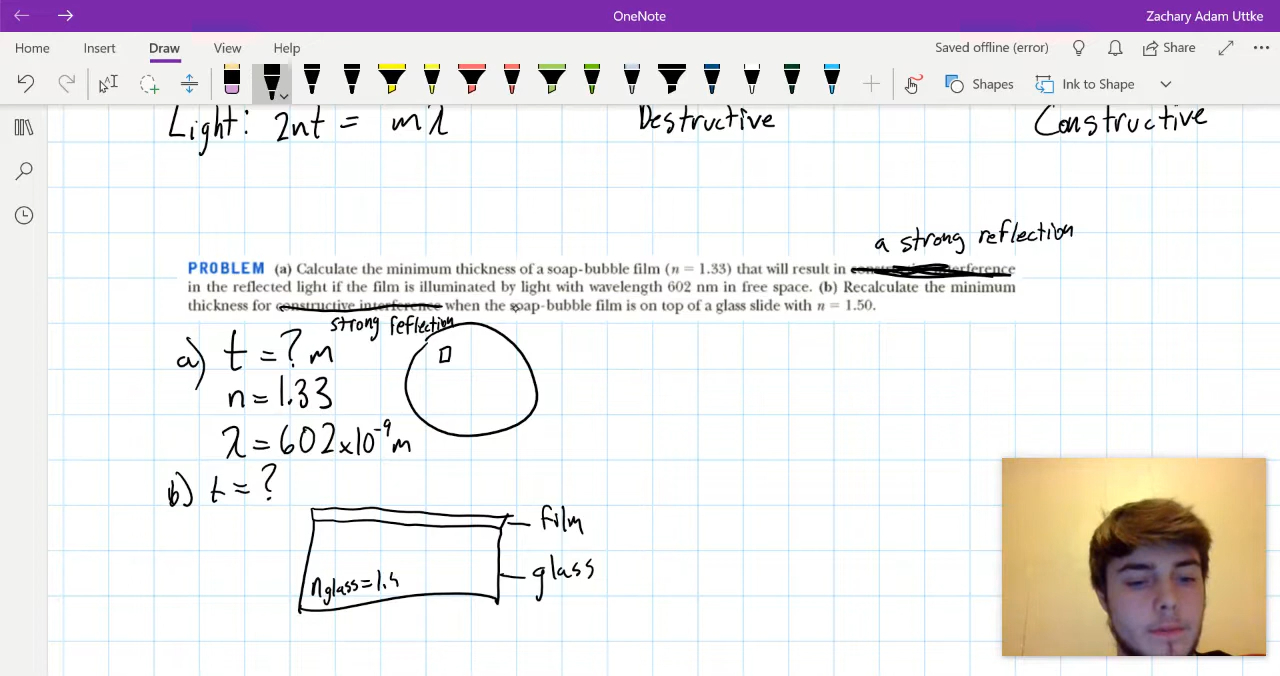 OneNote
Zachary Adam Uttke
Home Insert Draw View Help
Saved offline (error)
Share
Shapes
Ink to Shape
Light: 2nt = mλ Destructive Constructive
a strong reflection
PROBLEM (a) Calculate the minimum thickness of a soap-bubble film (n = 1.33) that will result in
in the reflected light if the film is illuminated by light with wavelength 602 nm in free space. (b) Recalculate the minimum
thickness for constructive interference when the soap-bubble film is on top of a glass slide with n = 1.50.
strong reflection
a) t = ? m
n = 1.33
λ = 602x10⁻⁹m
b) t = ?
film
glass
nglass = 1.5